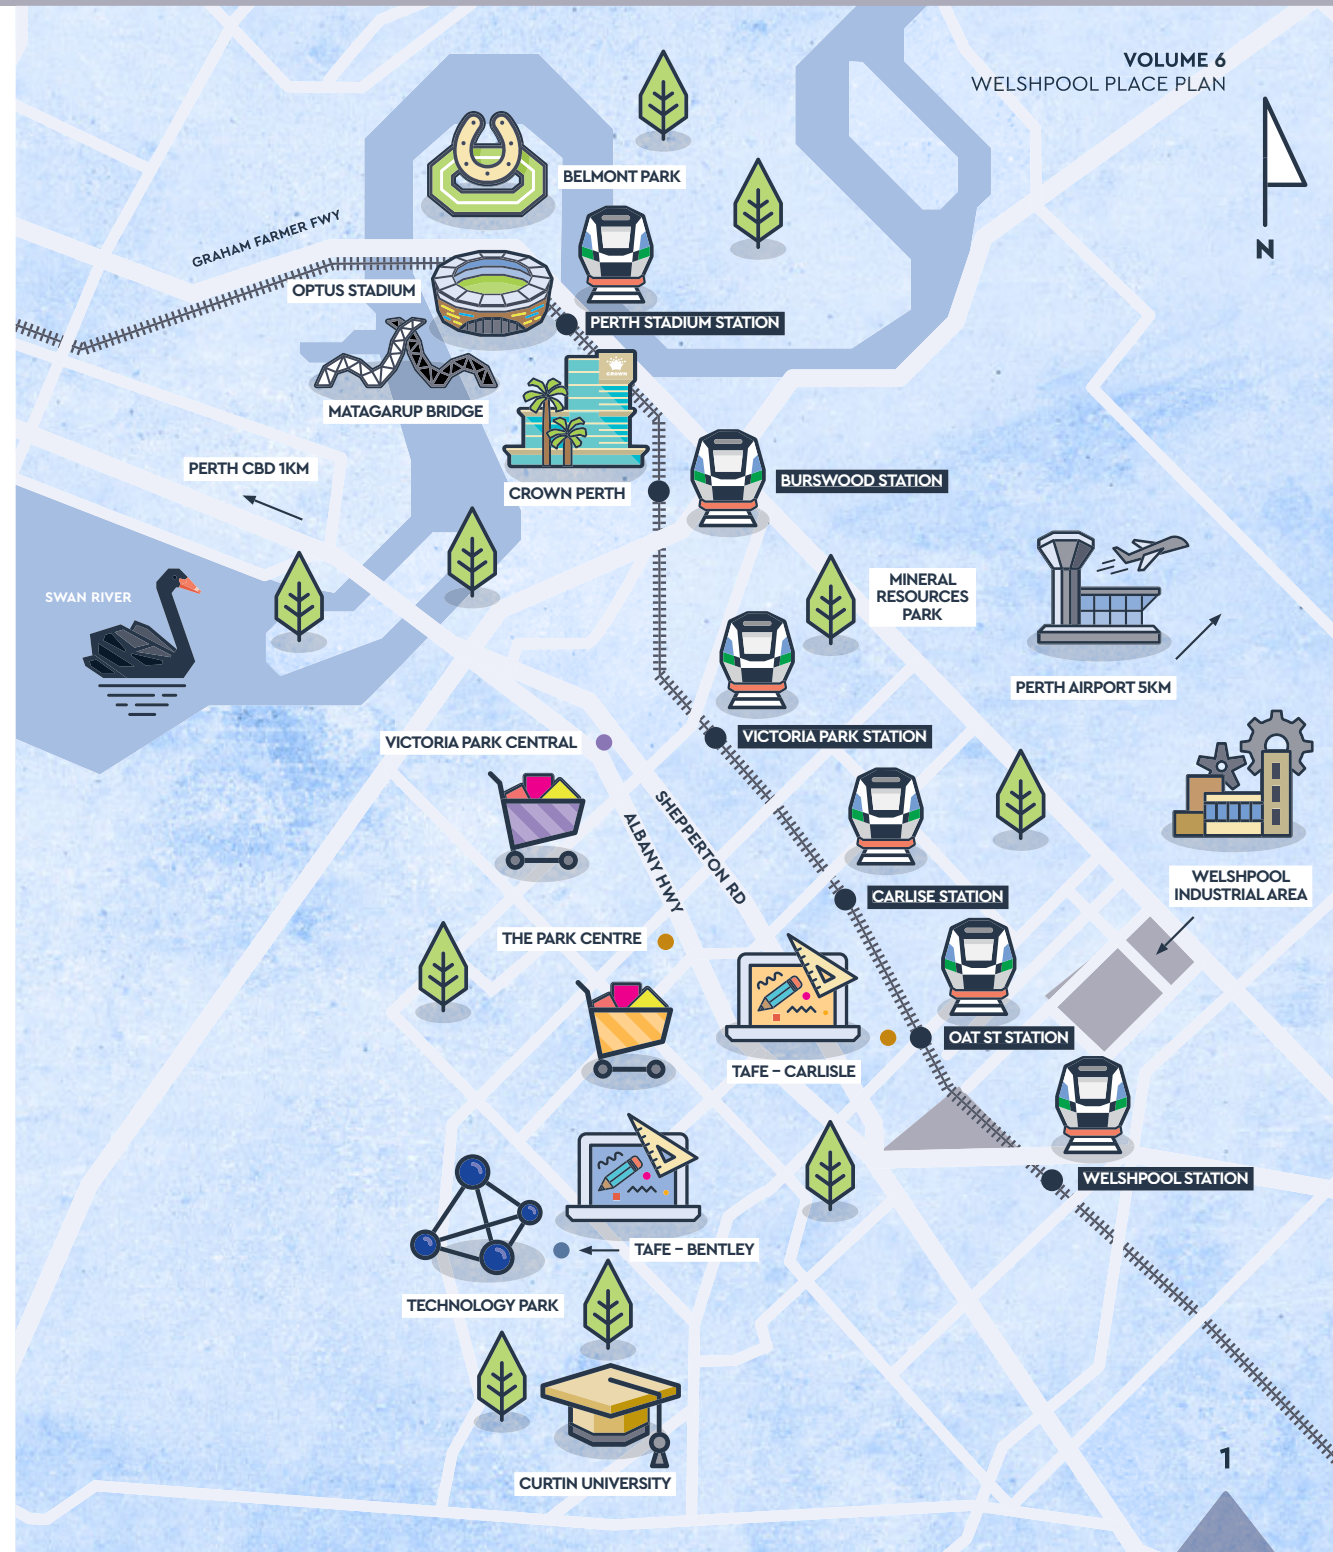 VOLUME 6
WELSHPOOL PLACE PLAN
N
BELMONT PARK
GRAHAM FARMER FWY
OPTUS STADIUM
PERTH STADIUM STATION
CROWN
MATAGARUP BRIDGE
PERTH CBD 1KM
CROWN PERTH
BURSWOOD STATION
SWAN RIVER
MINERAL
RESOURCES
PARK
PERTH AIRPORT 5KM
VICTORIA PARK CENTRAL
VICTORIA PARK STATION
SHEPPERTON RD
ALBANY HWY
CARLISE STATION
WELSHPOOL
INDUSTRIAL AREA
THE PARK CENTRE
OAT ST STATION
TAFE – CARLISLE
WELSHPOOL STATION
TAFE – BENTLEY
TECHNOLOGY PARK
CURTIN UNIVERSITY
1